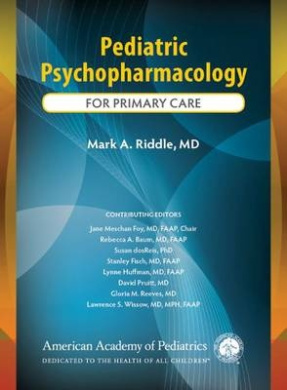 Pediatric
Psychopharmacology
FOR PRIMARY CARE
Mark A. Riddle, MD
CONTRIBUTING EDITORS
Jane Meschan Foy, MD, FAAP, Chair
Rebecca A. Baum, MD, FAAP
Susan dosReis, PhD
Stanley Fisch, MD, FAAP
Lynne Huffman, MD, FAAP
David Pruitt, MD
Gloria M. Reeves, MD
Lawrence S. Wissow, MD, MPH, FAAP
American Academy of Pediatrics
DEDICATED TO THE HEALTH OF ALL CHILDREN™